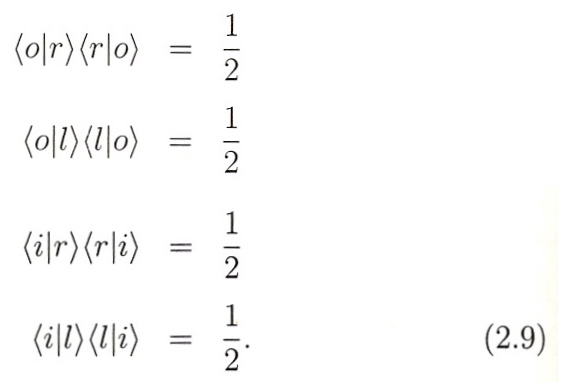 ⟨o|r⟩⟨r|o⟩ = 1/2
⟨o|l⟩⟨l|o⟩ = 1/2
⟨i|r⟩⟨r|i⟩ = 1/2
⟨i|l⟩⟨l|i⟩ = 1/2. (2.9)